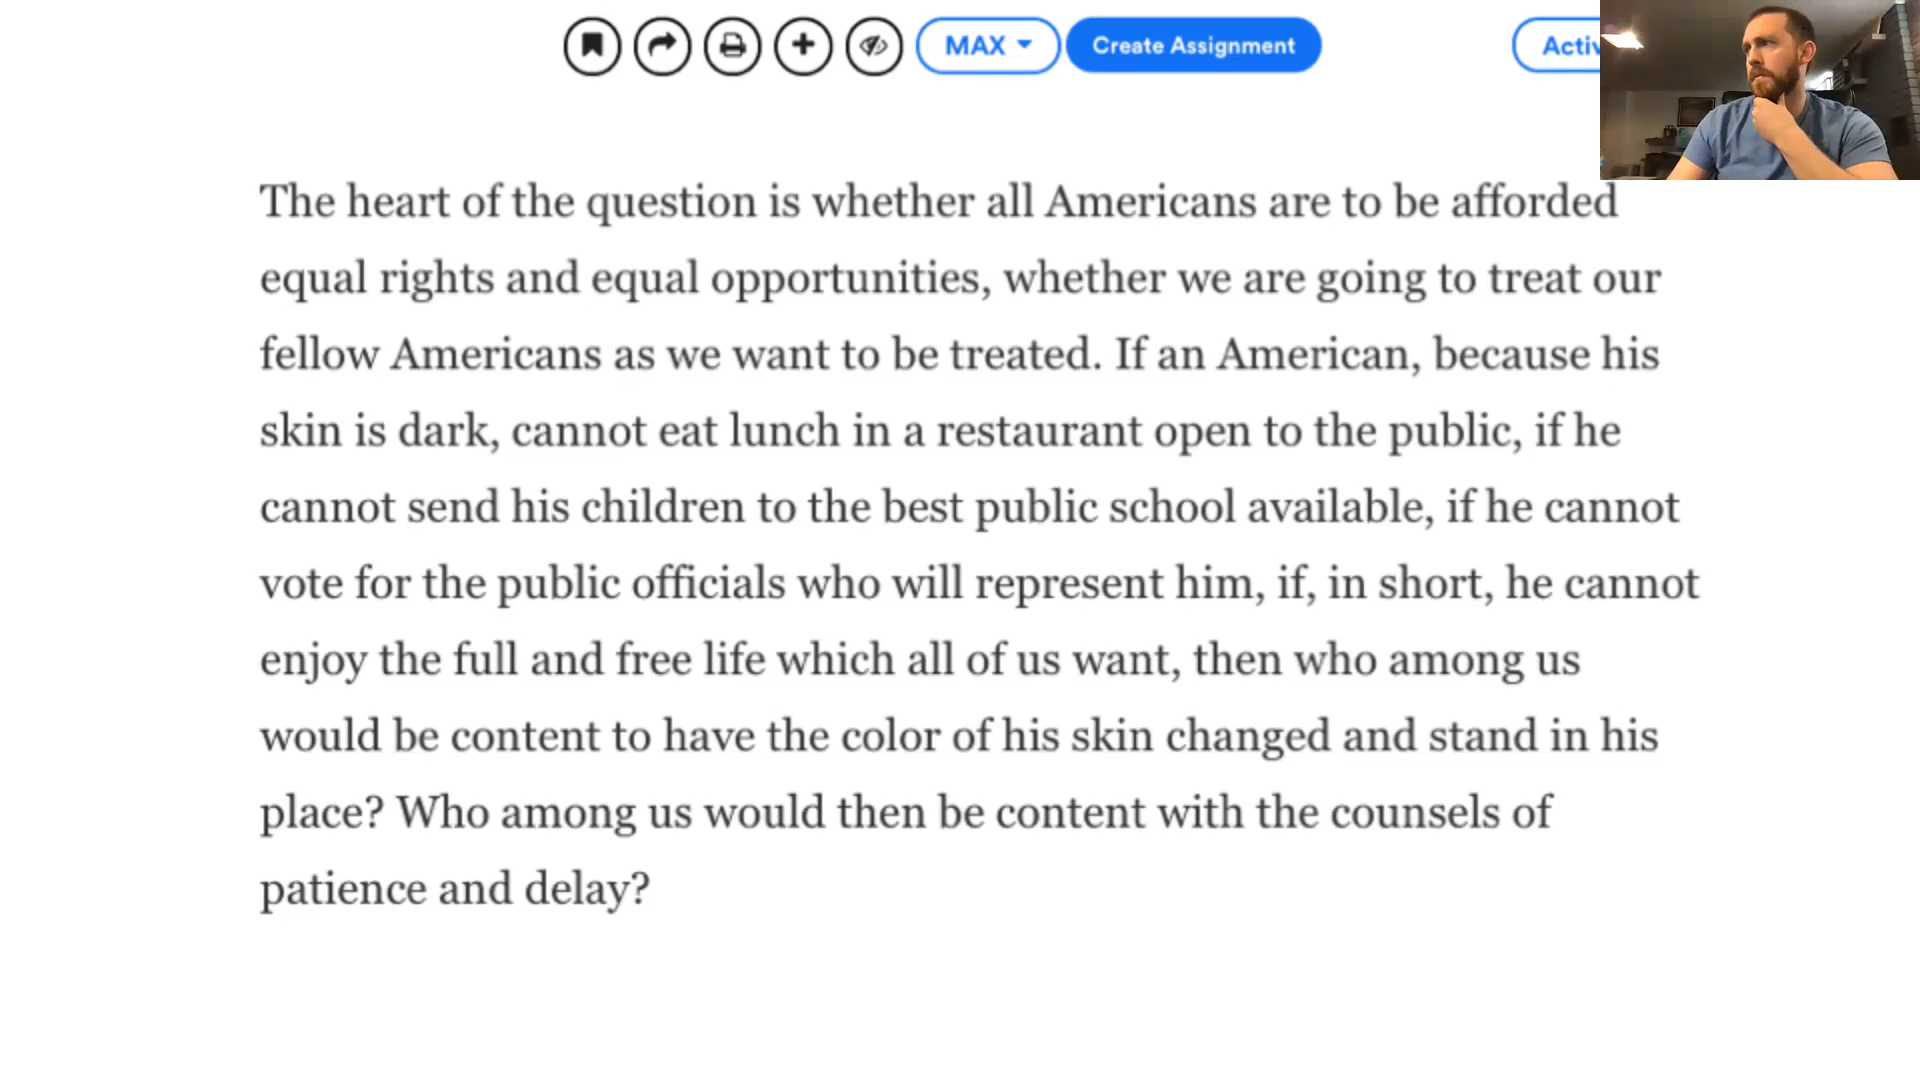 MAX
Create Assignment
The heart of the question is whether all Americans are to be afforded
equal rights and equal opportunities, whether we are going to treat our
fellow Americans as we want to be treated. If an American, because his
skin is dark, cannot eat lunch in a restaurant open to the public, if he
cannot send his children to the best public school available, if he cannot
vote for the public officials who will represent him, if, in short, he cannot
enjoy the full and free life which all of us want, then who among us
would be content to have the color of his skin changed and stand in his
place? Who among us would then be content with the counsels of
patience and delay?